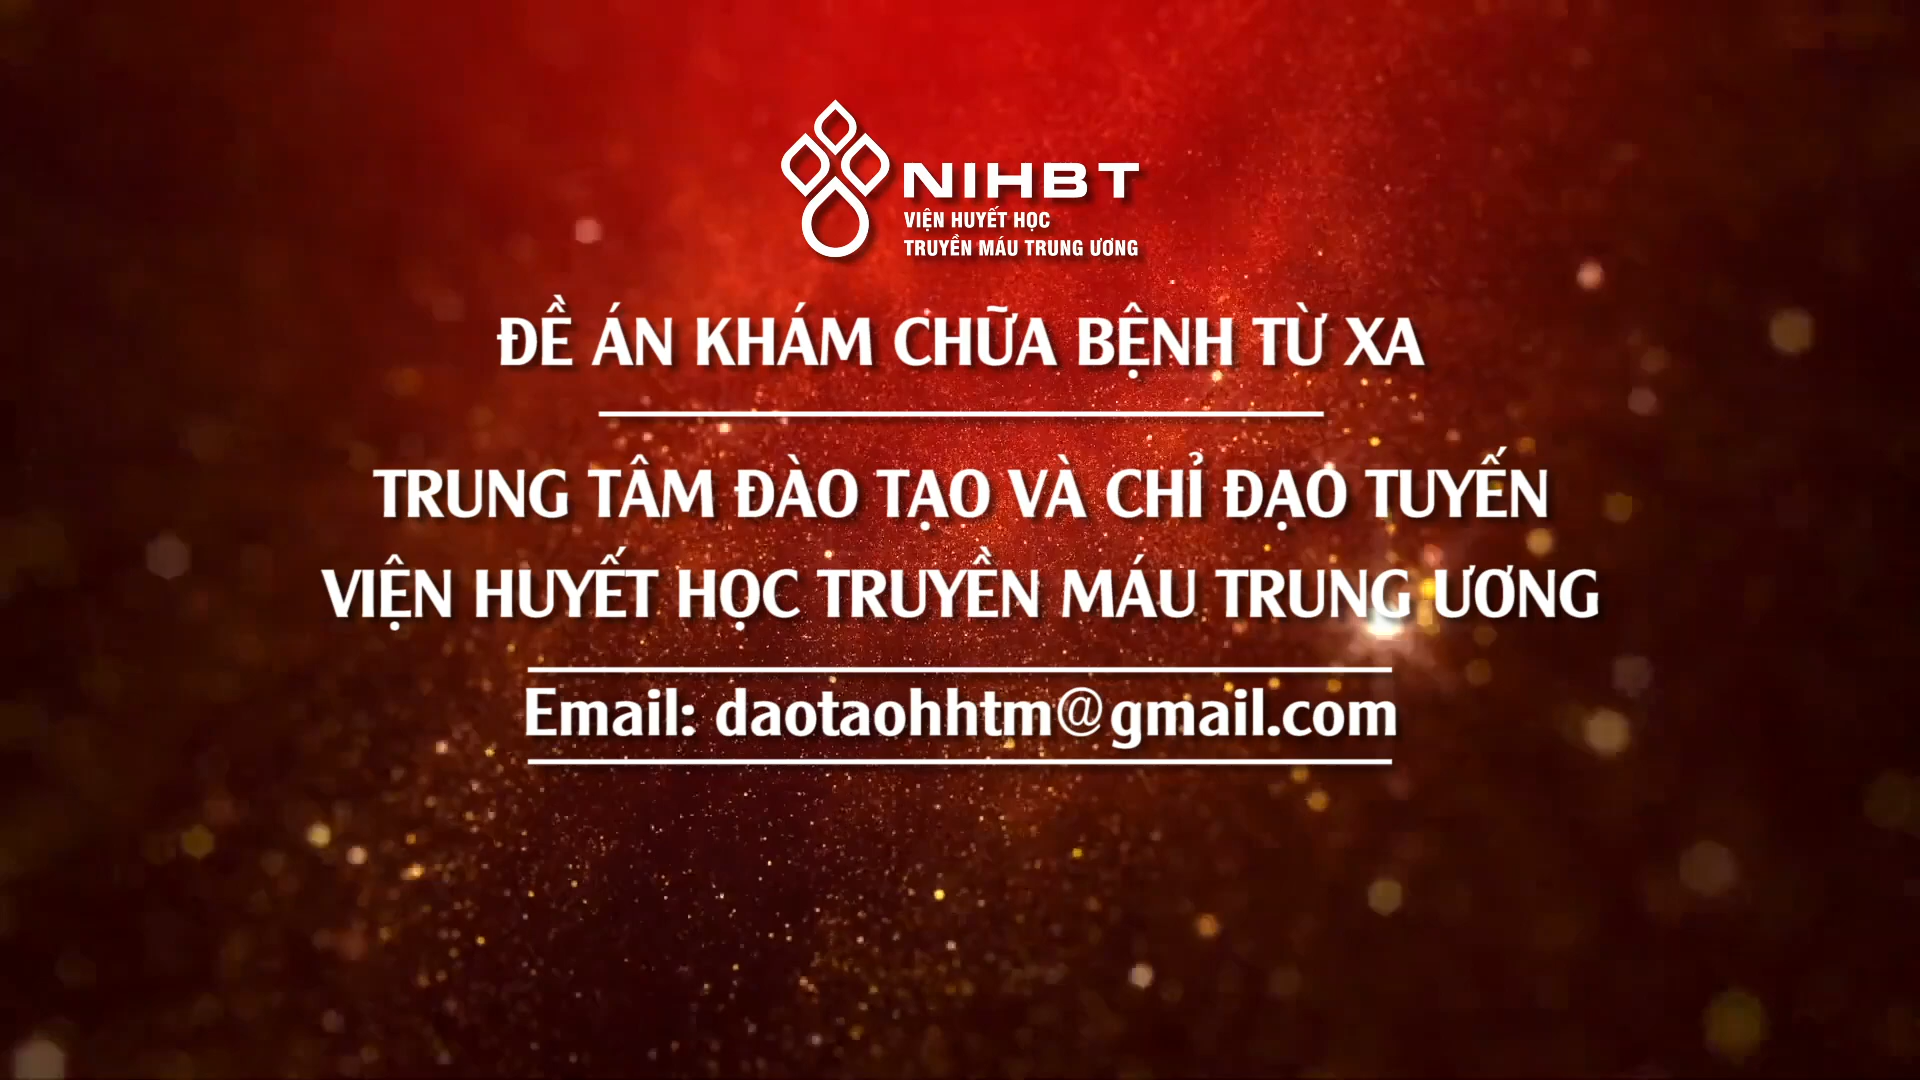 NIHBT
VIỆN HUYẾT HỌC
TRUYỀN MÁU TRUNG ƯƠNG
ĐỀ ÁN KHÁM CHỮA BỆNH TỪ XA
TRUNG TÂM ĐÀO TẠO VÀ CHỈ ĐẠO TUYẾN
VIỆN HUYẾT HỌC TRUYỀN MÁU TRUNG ƯƠNG
Email: daotaohhtm@gmail.com